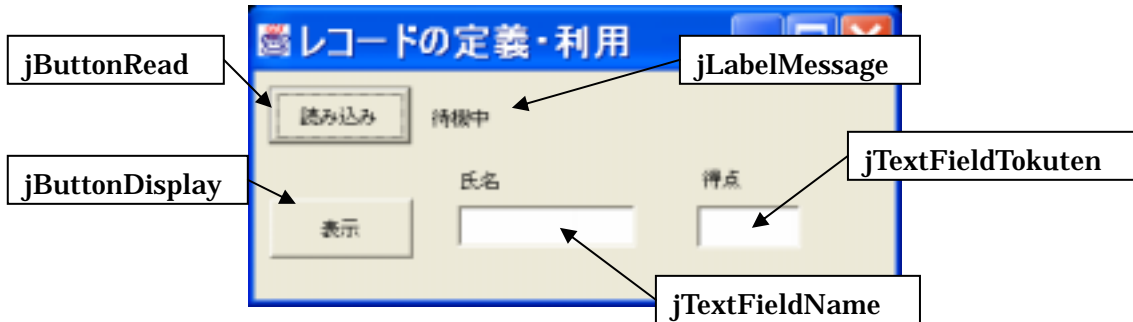 レコードの定義・利用
jButtonRead
jLabelMessage
読み込み
待機中
jTextFieldTokuten
jButtonDisplay
氏名
得点
表示
jTextFieldName